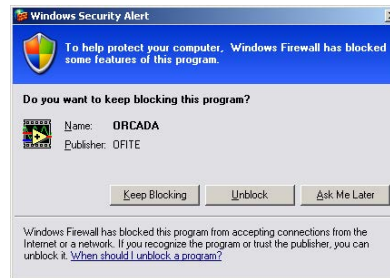 Windows Security Alert
To help protect your computer, Windows Firewall has blocked
some features of this program.
Do you want to keep blocking this program?
Name: ORCADA
Publisher: OFITE
Keep Blocking Unblock Ask Me Later
Windows Firewall has blocked this program from accepting connections from the
Internet or a network. If you recognize the program or trust the publisher, you can
unblock it. When should I unblock a program?